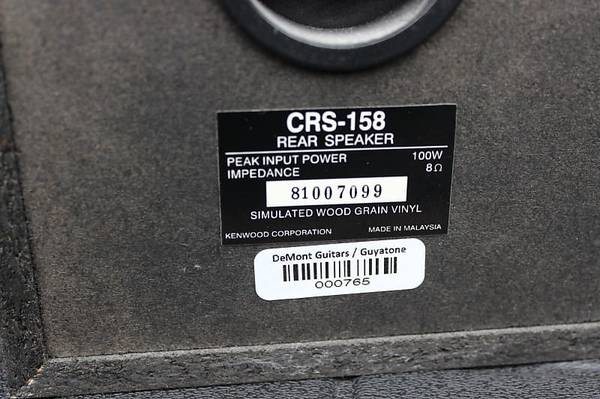 CRS-158
REAR SPEAKER
PEAK INPUT POWER 100W
IMPEDANCE 8Ω
81007099
SIMULATED WOOD GRAIN VINYL
KENWOOD CORPORATION MADE IN MALAYSIA
DeMont Guitars / Guyatone
000765